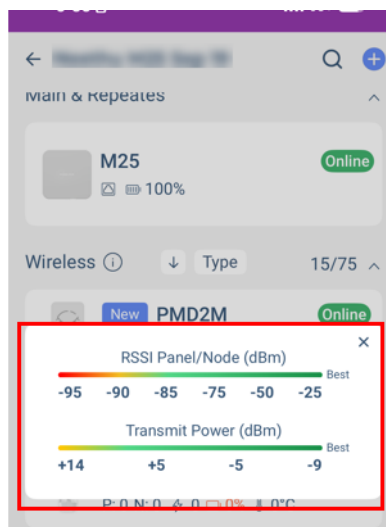 Main & Repeates
M25
Online
100%
Wireless
Type
15/75
New
PMD2M
Online
RSSI Panel/Node (dBm)
Best
-95 -90 -85 -75 -50 -25
Transmit Power (dBm)
Best
+14 +5 -5 -9
P: 0 N: 0 0 0% 0°C